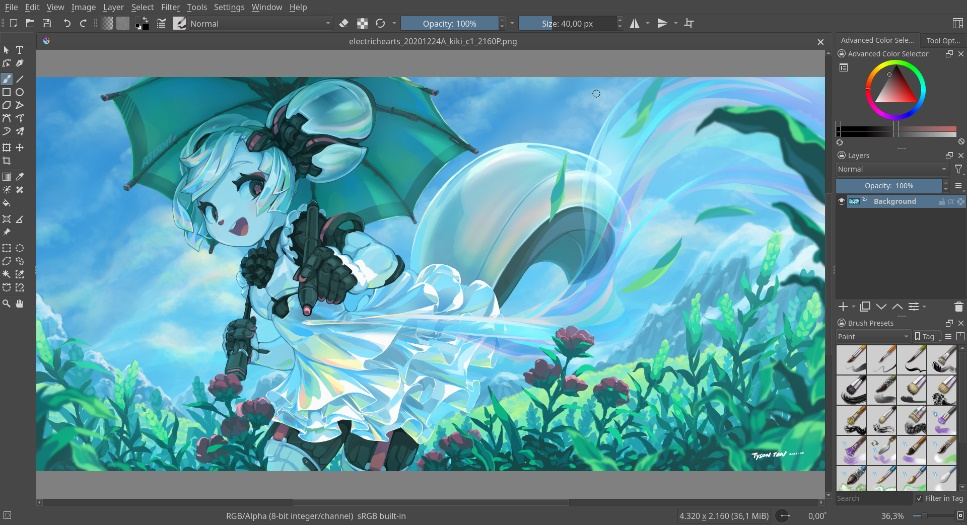 File Edit View Image Layer Select Filter Tools Settings Window Help
Normal Opacity: 100% Size: 40,00 px
electrichearts_20201224A_kiki_c1_2160P.png
Advanced Color Sele... Tool Opt...
Advanced Color Selector
Layers
Normal
Opacity: 100%
Background
Brush Presets
Paint Tag
TYSON TAN
Search Filter in Tag
RGB/Alpha (8-bit integer/channel) sRGB built-in 4.320 x 2.160 (36,1 MiB) 0,00° 36,3%